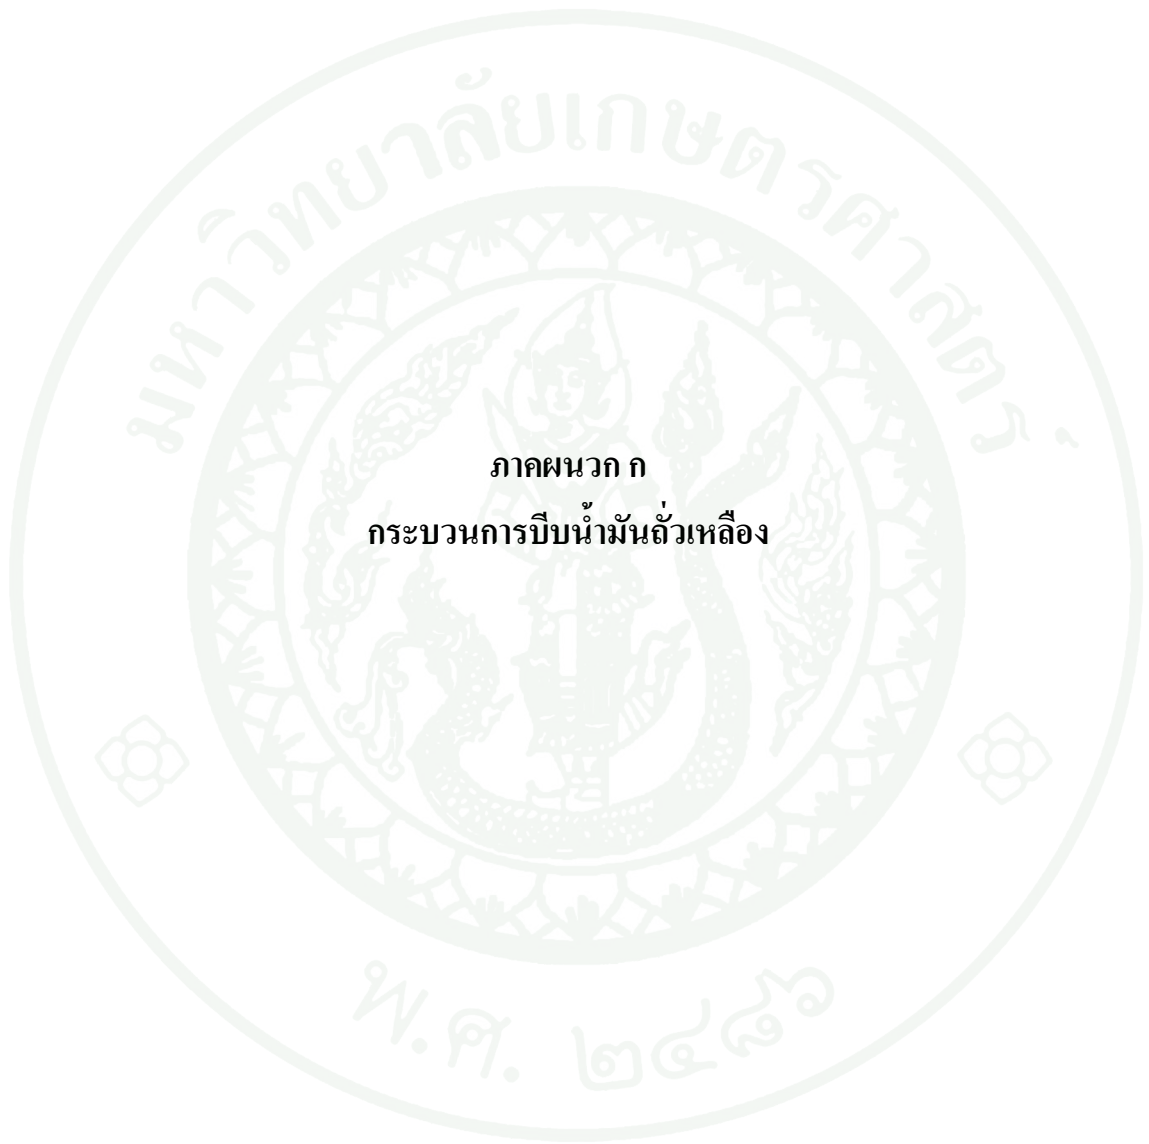 มหาวิทยาลัยเกษตรศาสตร์
ภาคผนวก ก
กระบวนการบีบน้ำมันถั่วเหลือง
พ.ศ. ๒๔๘๖